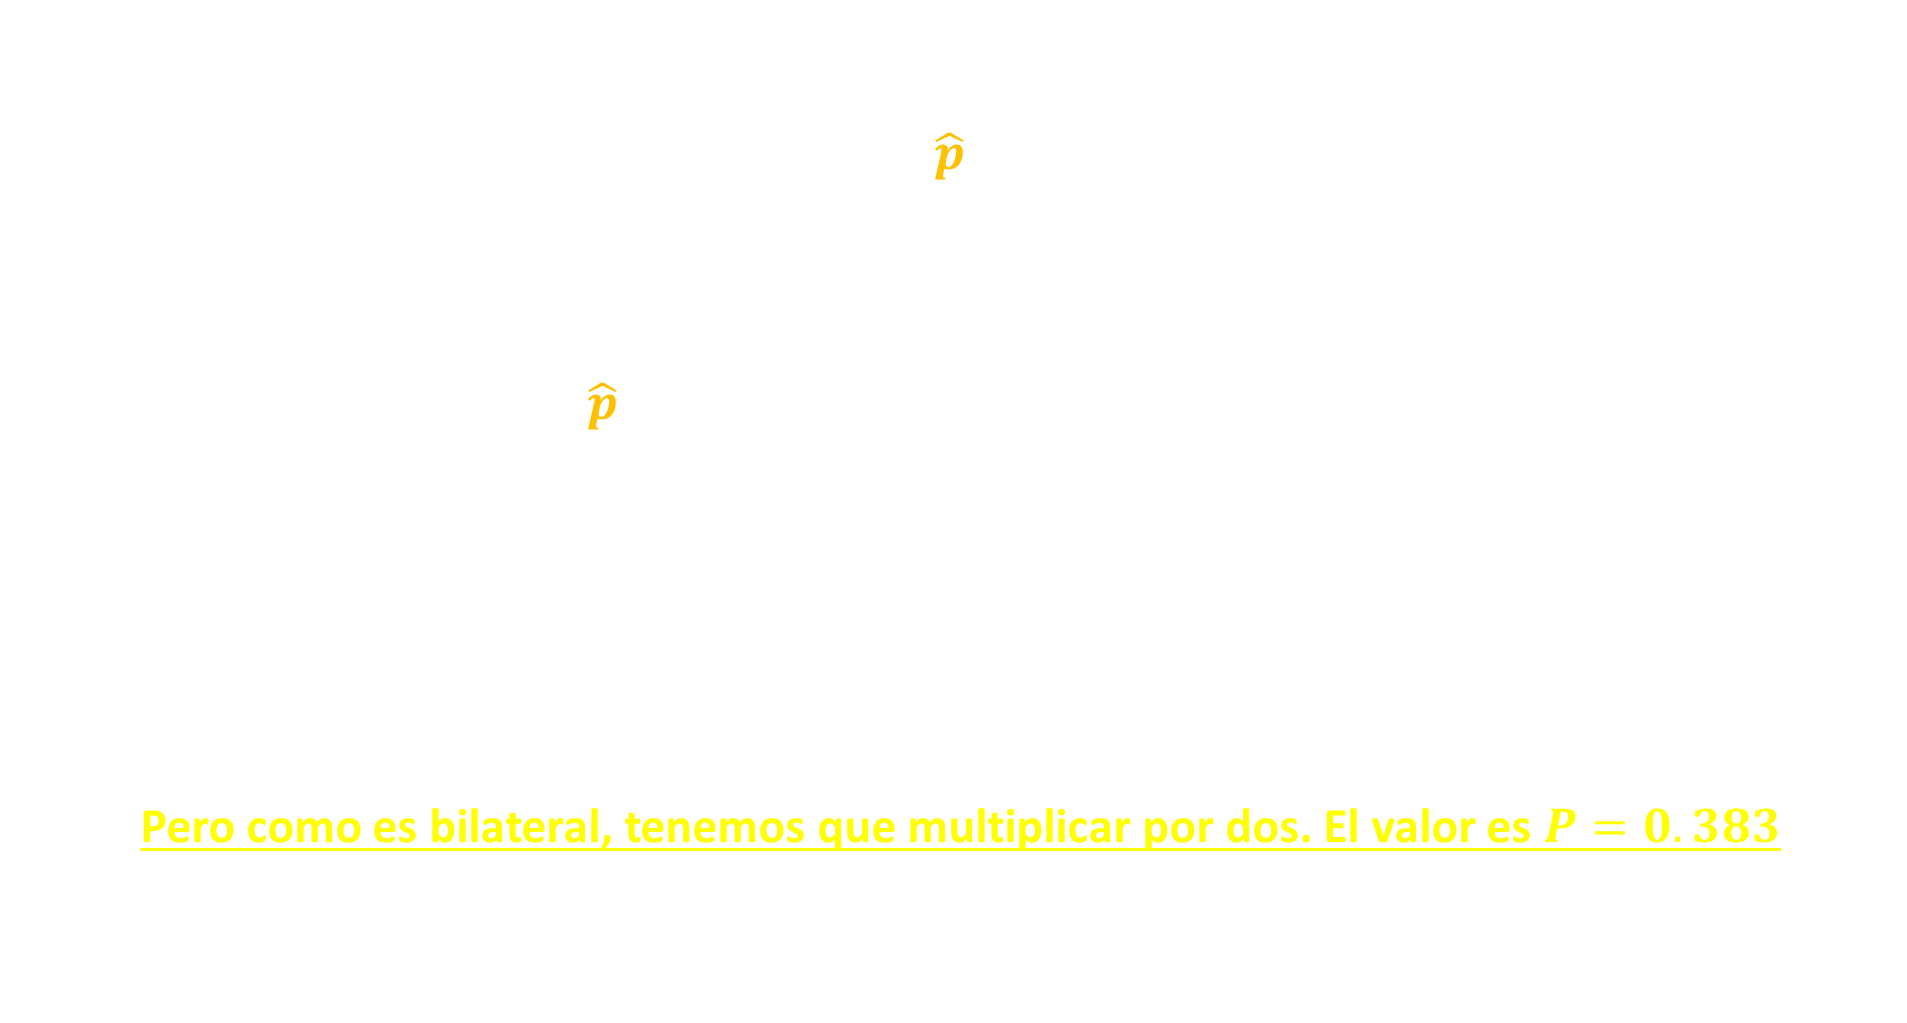 p̂
p̂
Pero como es bilateral, tenemos que multiplicar por dos. El valor es P = 0.383